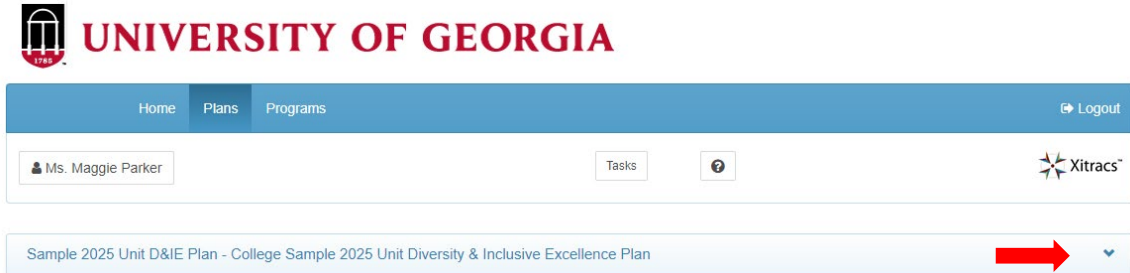 UNIVERSITY OF GEORGIA
1785
Home Plans Programs Logout
Ms. Maggie Parker Tasks ? Xitracs™
Sample 2025 Unit D&IE Plan - College Sample 2025 Unit Diversity & Inclusive Excellence Plan